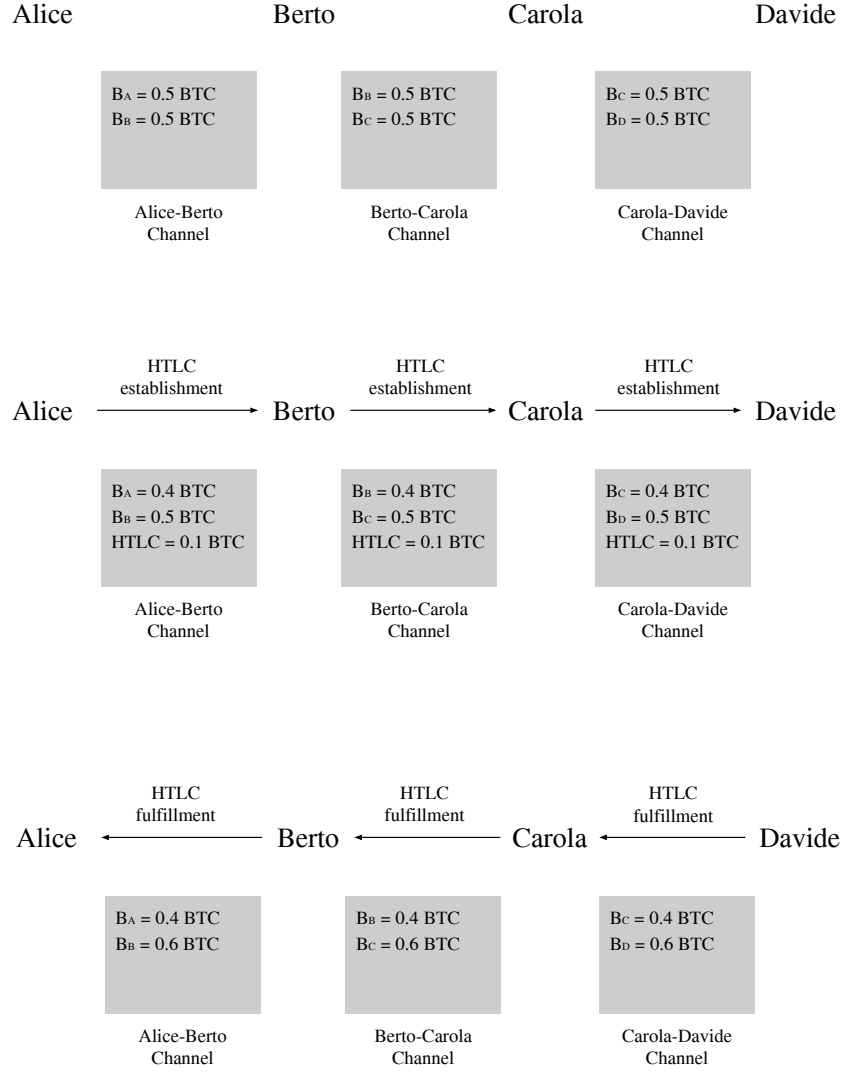 Alice Berto Carola Davide
BA = 0.5 BTC
BB = 0.5 BTC
Alice-Berto
Channel
BB = 0.5 BTC
BC = 0.5 BTC
Berto-Carola
Channel
BC = 0.5 BTC
BD = 0.5 BTC
Carola-Davide
Channel
HTLC
establishment
HTLC
establishment
HTLC
establishment
Alice Berto Carola Davide
BA = 0.4 BTC
BB = 0.5 BTC
HTLC = 0.1 BTC
Alice-Berto
Channel
BB = 0.4 BTC
BC = 0.5 BTC
HTLC = 0.1 BTC
Berto-Carola
Channel
BC = 0.4 BTC
BD = 0.5 BTC
HTLC = 0.1 BTC
Carola-Davide
Channel
HTLC
fulfillment
HTLC
fulfillment
HTLC
fulfillment
Alice Berto Carola Davide
BA = 0.4 BTC
BB = 0.6 BTC
Alice-Berto
Channel
BB = 0.4 BTC
BC = 0.6 BTC
Berto-Carola
Channel
BC = 0.4 BTC
BD = 0.6 BTC
Carola-Davide
Channel